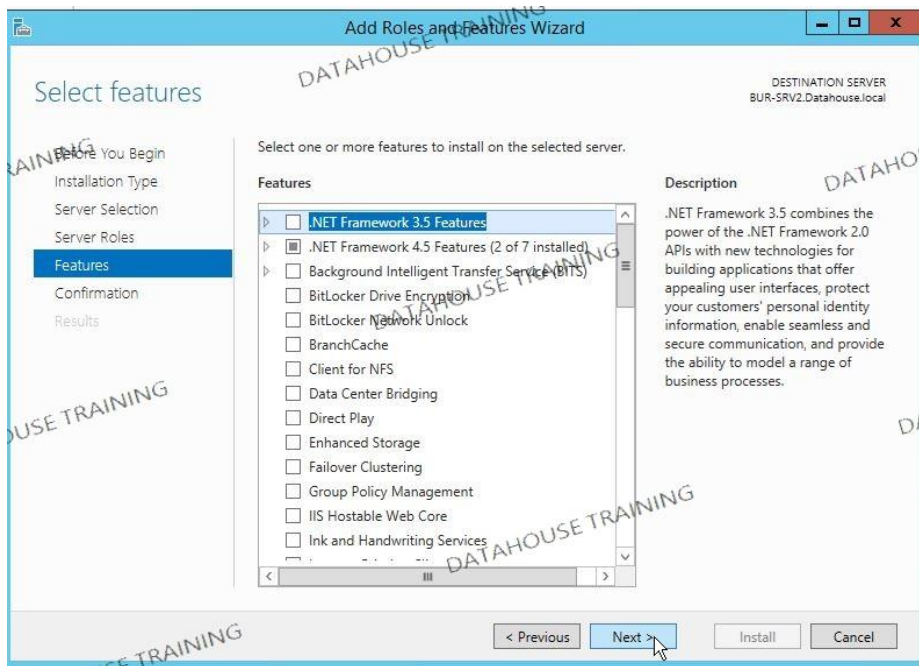 Add Roles and Features Wizard
DATAHOUSE TRAINING
Select features
DESTINATION SERVER
BUR-SRV2.Datahouse.local
Before You Begin
Installation Type
Server Selection
Server Roles
Features
Confirmation
Results
Select one or more features to install on the selected server.
Features
.NET Framework 3.5 Features
.NET Framework 4.5 Features (2 of 7 installed)
Background Intelligent Transfer Service (BITS)
BitLocker Drive Encryption
BitLocker Network Unlock
BranchCache
Client for NFS
Data Center Bridging
Direct Play
Enhanced Storage
Failover Clustering
Group Policy Management
IIS Hostable Web Core
Ink and Handwriting Services
Description
.NET Framework 3.5 combines the
power of the .NET Framework 2.0
APIs with new technologies for
building applications that offer
appealing user interfaces, protect
your customers' personal identity
information, enable seamless and
secure communication, and provide
the ability to model a range of
business processes.
RAINING
DATAHO
DATAHOUSE TRAINING
OUSE TRAINING
DA
DATAHOUSE TRAINING
SE TRAINING
< Previous
Next >
Install
Cancel